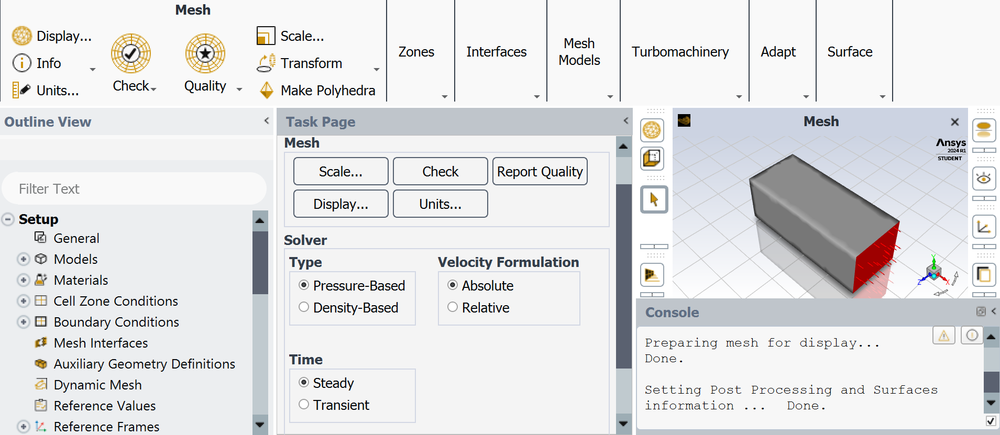 Mesh
Display...
Info
Units...
Check
Quality
Scale...
Transform
Make Polyhedra
Zones
Interfaces
Mesh
Models
Turbomachinery
Adapt
Surface
Outline View
Filter Text
Setup
General
Models
Materials
Cell Zone Conditions
Boundary Conditions
Mesh Interfaces
Auxiliary Geometry Definitions
Dynamic Mesh
Reference Values
Reference Frames
Task Page
Mesh
Scale...
Check
Report Quality
Display...
Units...
Solver
Type
Pressure-Based
Density-Based
Velocity Formulation
Absolute
Relative
Time
Steady
Transient
Mesh
Ansys
2024 R1
STUDENT
Y
Z
X
Console
Preparing mesh for display...
Done.
Setting Post Processing and Surfaces
information ... Done.